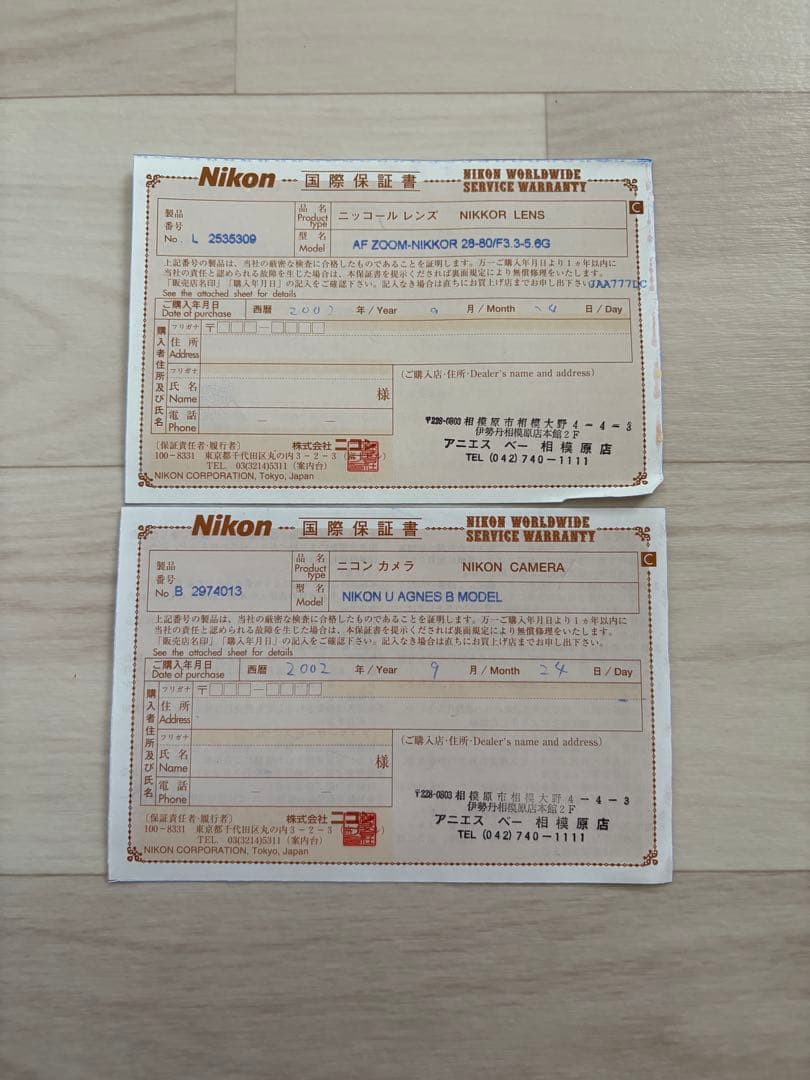 Nikon 国際保証書 NIKON WORLDWIDE
SERVICE WARRANTY
C
製品
番号
No. L 2535309
品名
Product type
ニッコール レンズ NIKKOR LENS
型名
Model
AF ZOOM-NIKKOR 28-80/F3.3-5.6G
上記番号の製品は、当社の厳密な検査に合格したものであることを証明します。万一ご購入年月日より1ヵ年以内に
当社の責任と認められる故障を生じた場合は、本保証書を提示くだされば裏面規定により無償修理をいたします。
「販売店名印」「購入年月日」の記入をご確認下さい。記入なき場合は直ちにお買上げ店までお申し出下さい。
JAA777DC
See the attached sheet for details
ご購入年月日
Date of purchase
西暦 2002 年/Year 9 月/Month 24 日/Day
購入者住所及び氏名
フリガナ 〒
住所
Address
フリガナ
氏名
Name
様
電話
Phone
(ご購入店·住所·Dealer's name and address)
〒228-0803 相模原市相模大野4-4-3
伊勢丹相模原店本館2F
アニエス ベー 相模原店
TEL (042)740-1111
〔保証責任者·履行者〕 株式会社 ニコン
100-8331 東京都千代田区丸の内3-2-3
TEL. 03(3214)5311(案内台)
NIKON CORPORATION, Tokyo, Japan
Nikon 国際保証書 NIKON WORLDWIDE
SERVICE WARRANTY
C
製品
番号
No. B 2974013
品名
Product type
ニコン カメラ NIKON CAMERA
型名
Model
NIKON U AGNES B MODEL
上記番号の製品は、当社の厳密な検査に合格したものであることを証明します。万一ご購入年月日より1ヵ年以内に
当社の責任と認められる故障を生じた場合は、本保証書を提示くだされば裏面規定により無償修理をいたします。
「販売店名印」「購入年月日」の記入をご確認下さい。記入なき場合は直ちにお買上げ店までお申し出下さい。
See the attached sheet for details
ご購入年月日
Date of purchase
西暦 2002 年/Year 9 月/Month 24 日/Day
購入者住所及び氏名
フリガナ 〒
住所
Address
フリガナ
氏名
Name
様
電話
Phone
(ご購入店·住所·Dealer's name and address)
〒228-0803 相模原市相模大野4-4-3
伊勢丹相模原店本館2F
アニエス ベー 相模原店
TEL (042)740-1111
〔保証責任者·履行者〕 株式会社 ニコン
100-8331 東京都千代田区丸の内3-2-3
TEL. 03(3214)5311(案内台)
NIKON CORPORATION, Tokyo, Japan